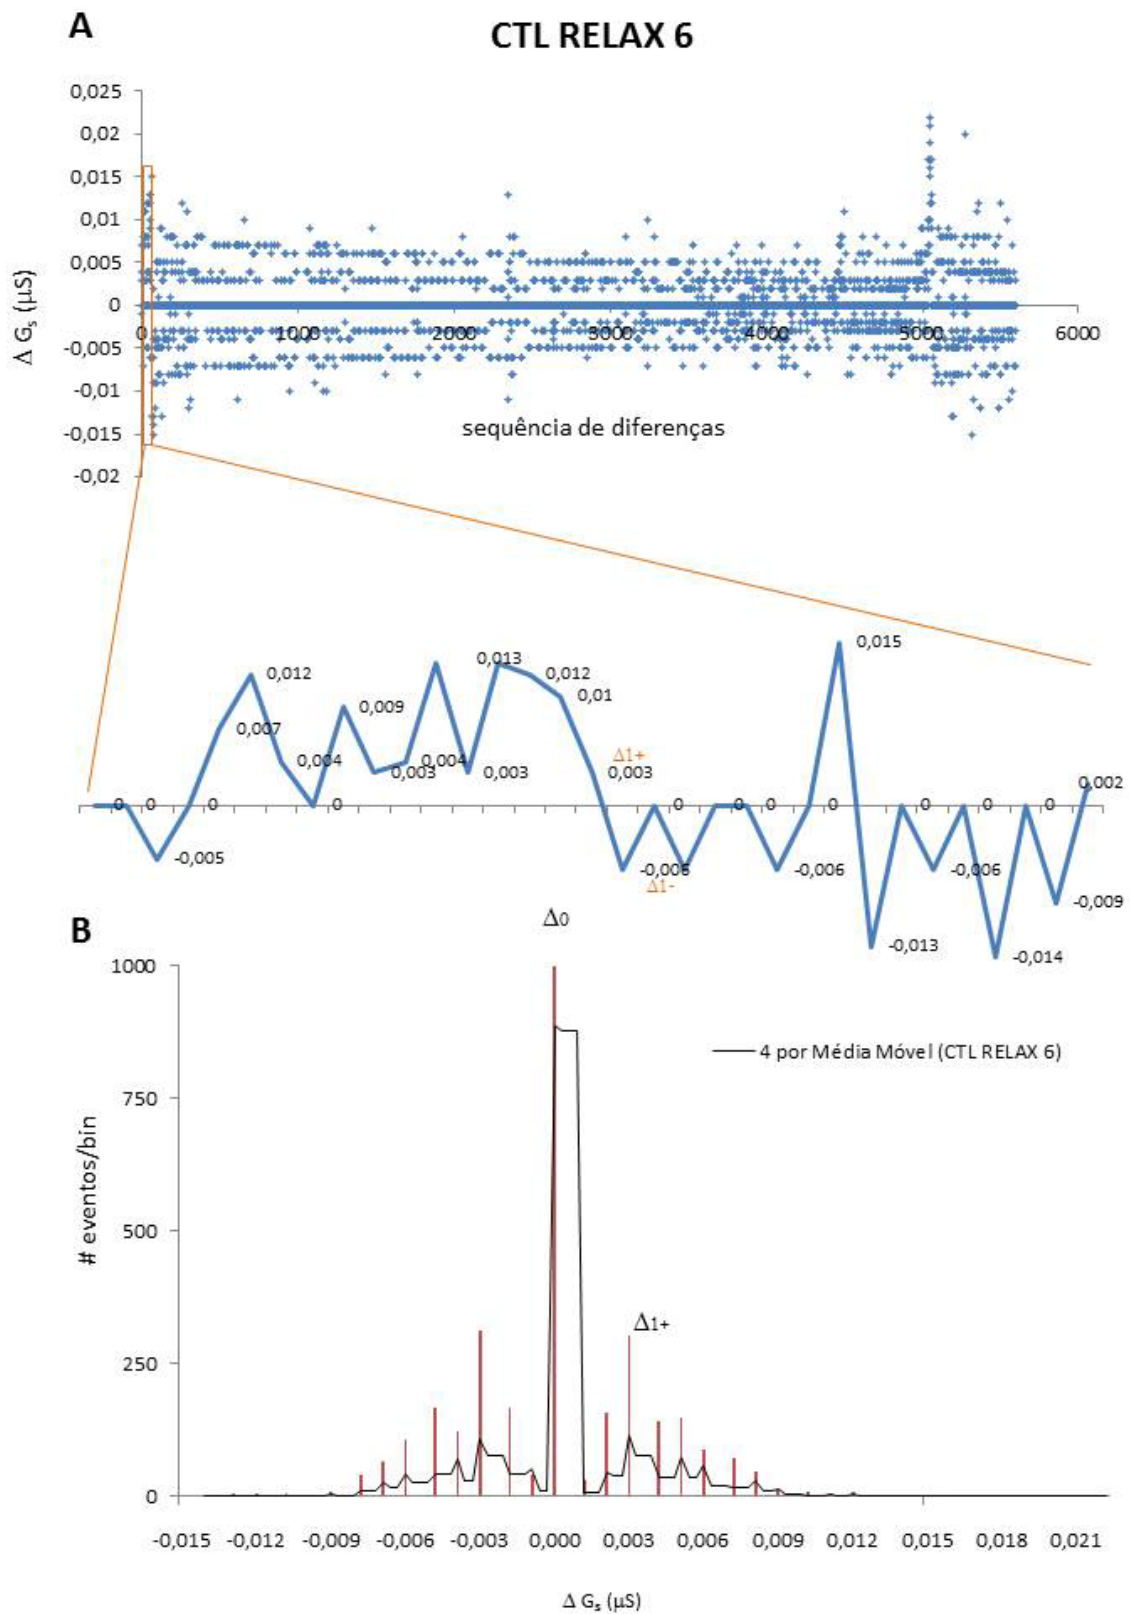 A
CTL RELAX 6
0,025
0,02
0,015
0,01
0,005
0
-0,005
-0,01
-0,015
-0,02
Δ Gs (µS)
0 1000 2000 3000 4000 5000 6000
sequência de diferenças
0,015
0,013 0,012
0,012
0,01
0,009
0,007
Δ1+
0,004 0,003 0,004 0,003 0,003
0,002
0 0 0 0 0 0 0 0 0 0
-0,005
-0,006 -0,006 -0,006
Δ1-
-0,009
-0,013
-0,014
B
Δ0
1000
750
500
250
0
# eventos/bin
4 por Média Móvel (CTL RELAX 6)
Δ1+
-0,015 -0,012 -0,009 -0,006 -0,003 0,000 0,003 0,006 0,009 0,012 0,015 0,018 0,021
Δ Gs (µS)